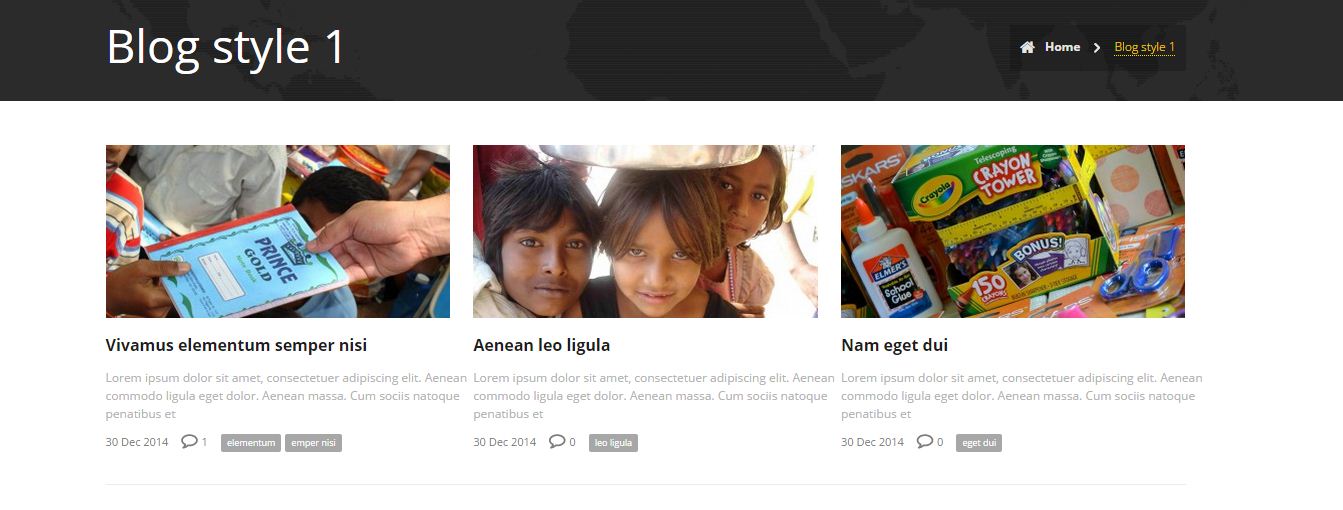 Blog style 1
Home
Blog style 1
PRINCE
GOLD
Note Book
Telescoping
CRAYON
TOWER
Crayola
SKARS
BONUS!
ELMER'S
School
Glue
150
CRAYONS
Vivamus elementum semper nisi
Aenean leo ligula
Nam eget dui
Lorem ipsum dolor sit amet, consectetuer adipiscing elit. Aenean
commodo ligula eget dolor. Aenean massa. Cum sociis natoque
penatibus et
Lorem ipsum dolor sit amet, consectetuer adipiscing elit. Aenean
commodo ligula eget dolor. Aenean massa. Cum sociis natoque
penatibus et
Lorem ipsum dolor sit amet, consectetuer adipiscing elit. Aenean
commodo ligula eget dolor. Aenean massa. Cum sociis natoque
penatibus et
30 Dec 2014 1 elementum emper nisi
30 Dec 2014 0 leo ligula
30 Dec 2014 0 eget dui